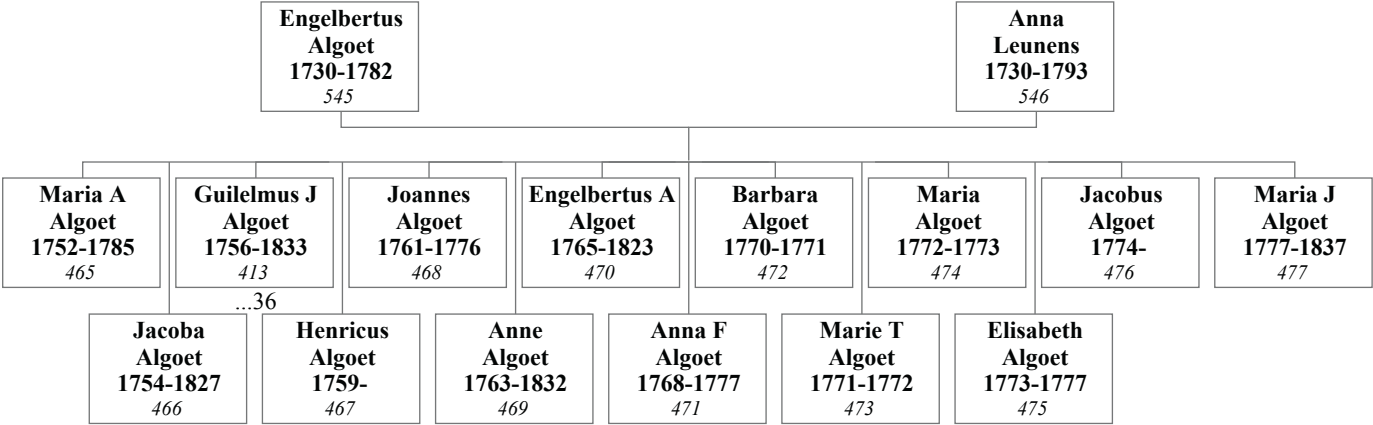 Engelbertus
Algoet
1730-1782
545
Anna
Leunens
1730-1793
546
Maria A
Algoet
1752-1785
465
Guilelmus J
Algoet
1756-1833
413
...36
Joannes
Algoet
1761-1776
468
Engelbertus A
Algoet
1765-1823
470
Barbara
Algoet
1770-1771
472
Maria
Algoet
1772-1773
474
Jacobus
Algoet
1774-
476
Maria J
Algoet
1777-1837
477
Jacoba
Algoet
1754-1827
466
Henricus
Algoet
1759-
467
Anne
Algoet
1763-1832
469
Anna F
Algoet
1768-1777
471
Marie T
Algoet
1771-1772
473
Elisabeth
Algoet
1773-1777
475